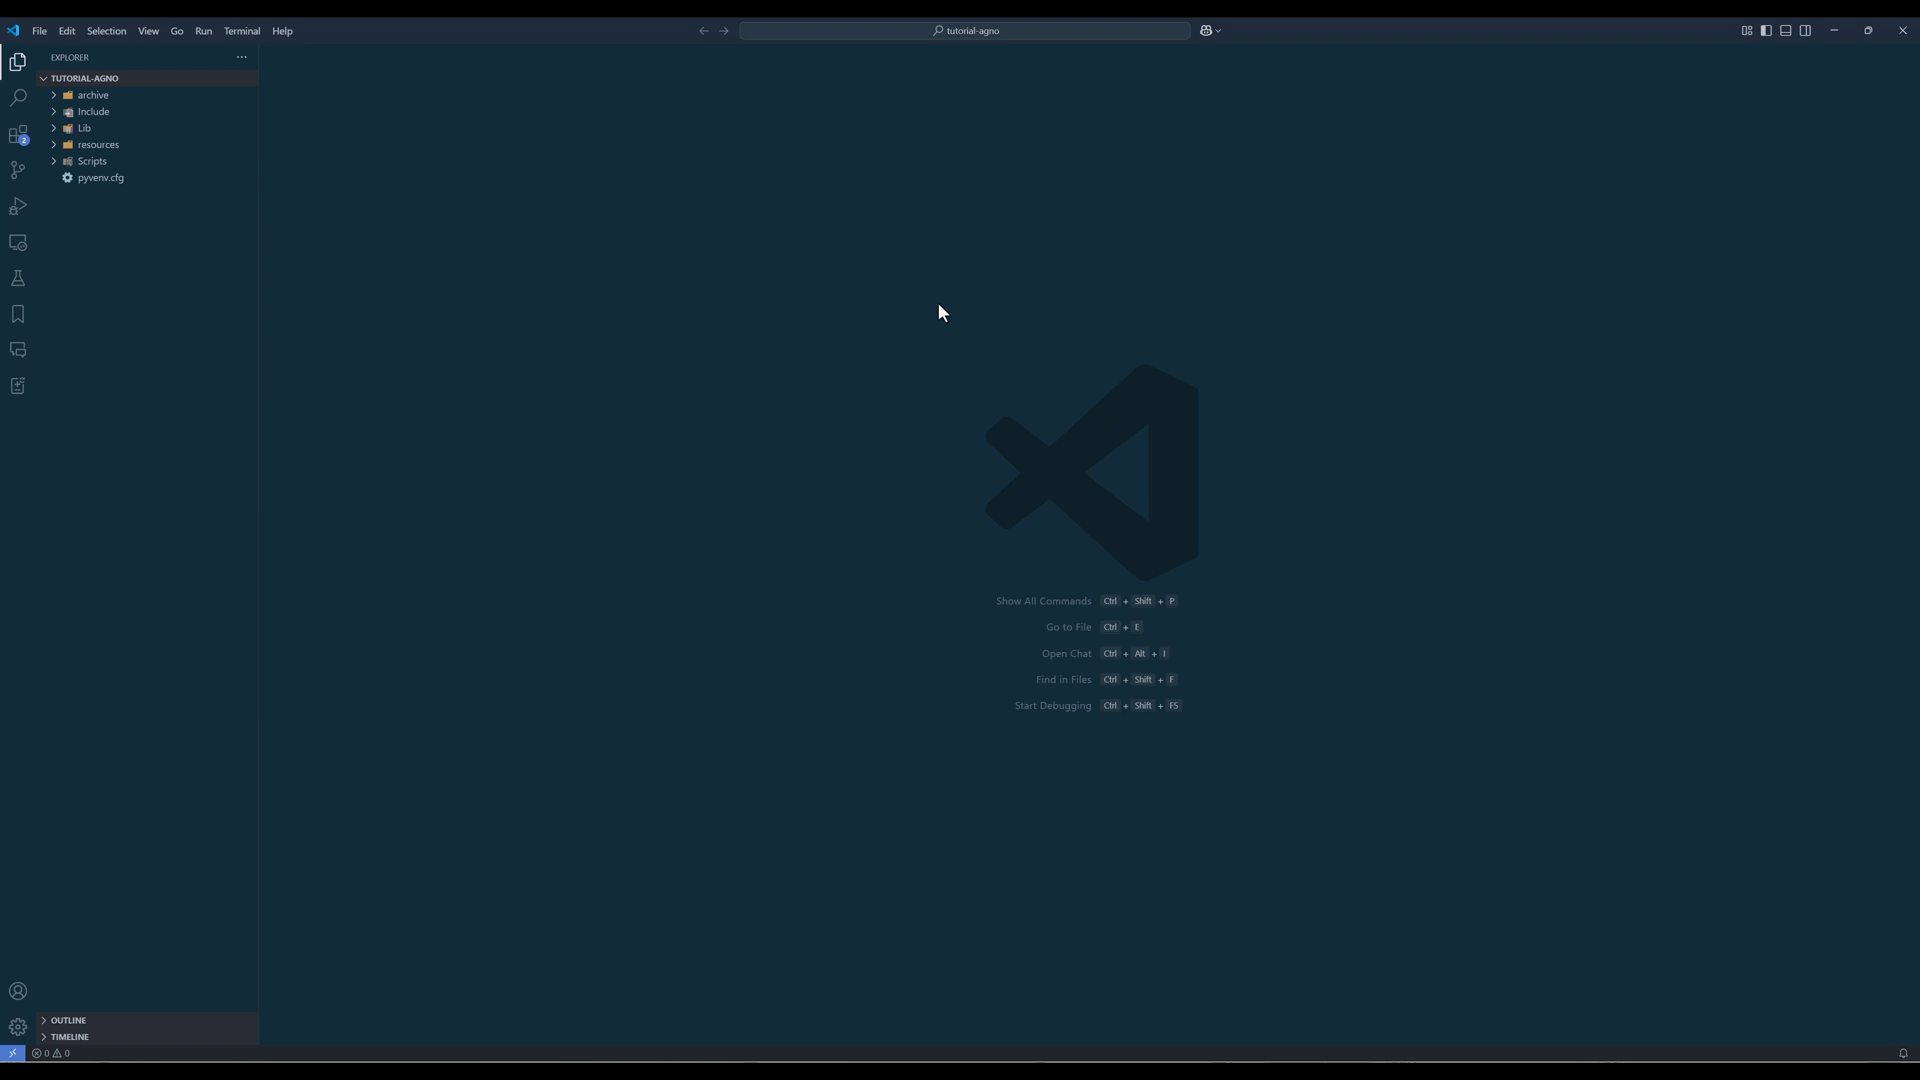 File Edit Selection View Go Run Terminal Help
tutorial-agno
EXPLORER
TUTORIAL-AGNO
archive
Include
Lib
resources
Scripts
pyvenv.cfg
2
Show All Commands Ctrl + Shift + P
Go to File Ctrl + E
Open Chat Ctrl + Alt + I
Find in Files Ctrl + Shift + F
Start Debugging Ctrl + Shift + F5
OUTLINE
TIMELINE
0 0